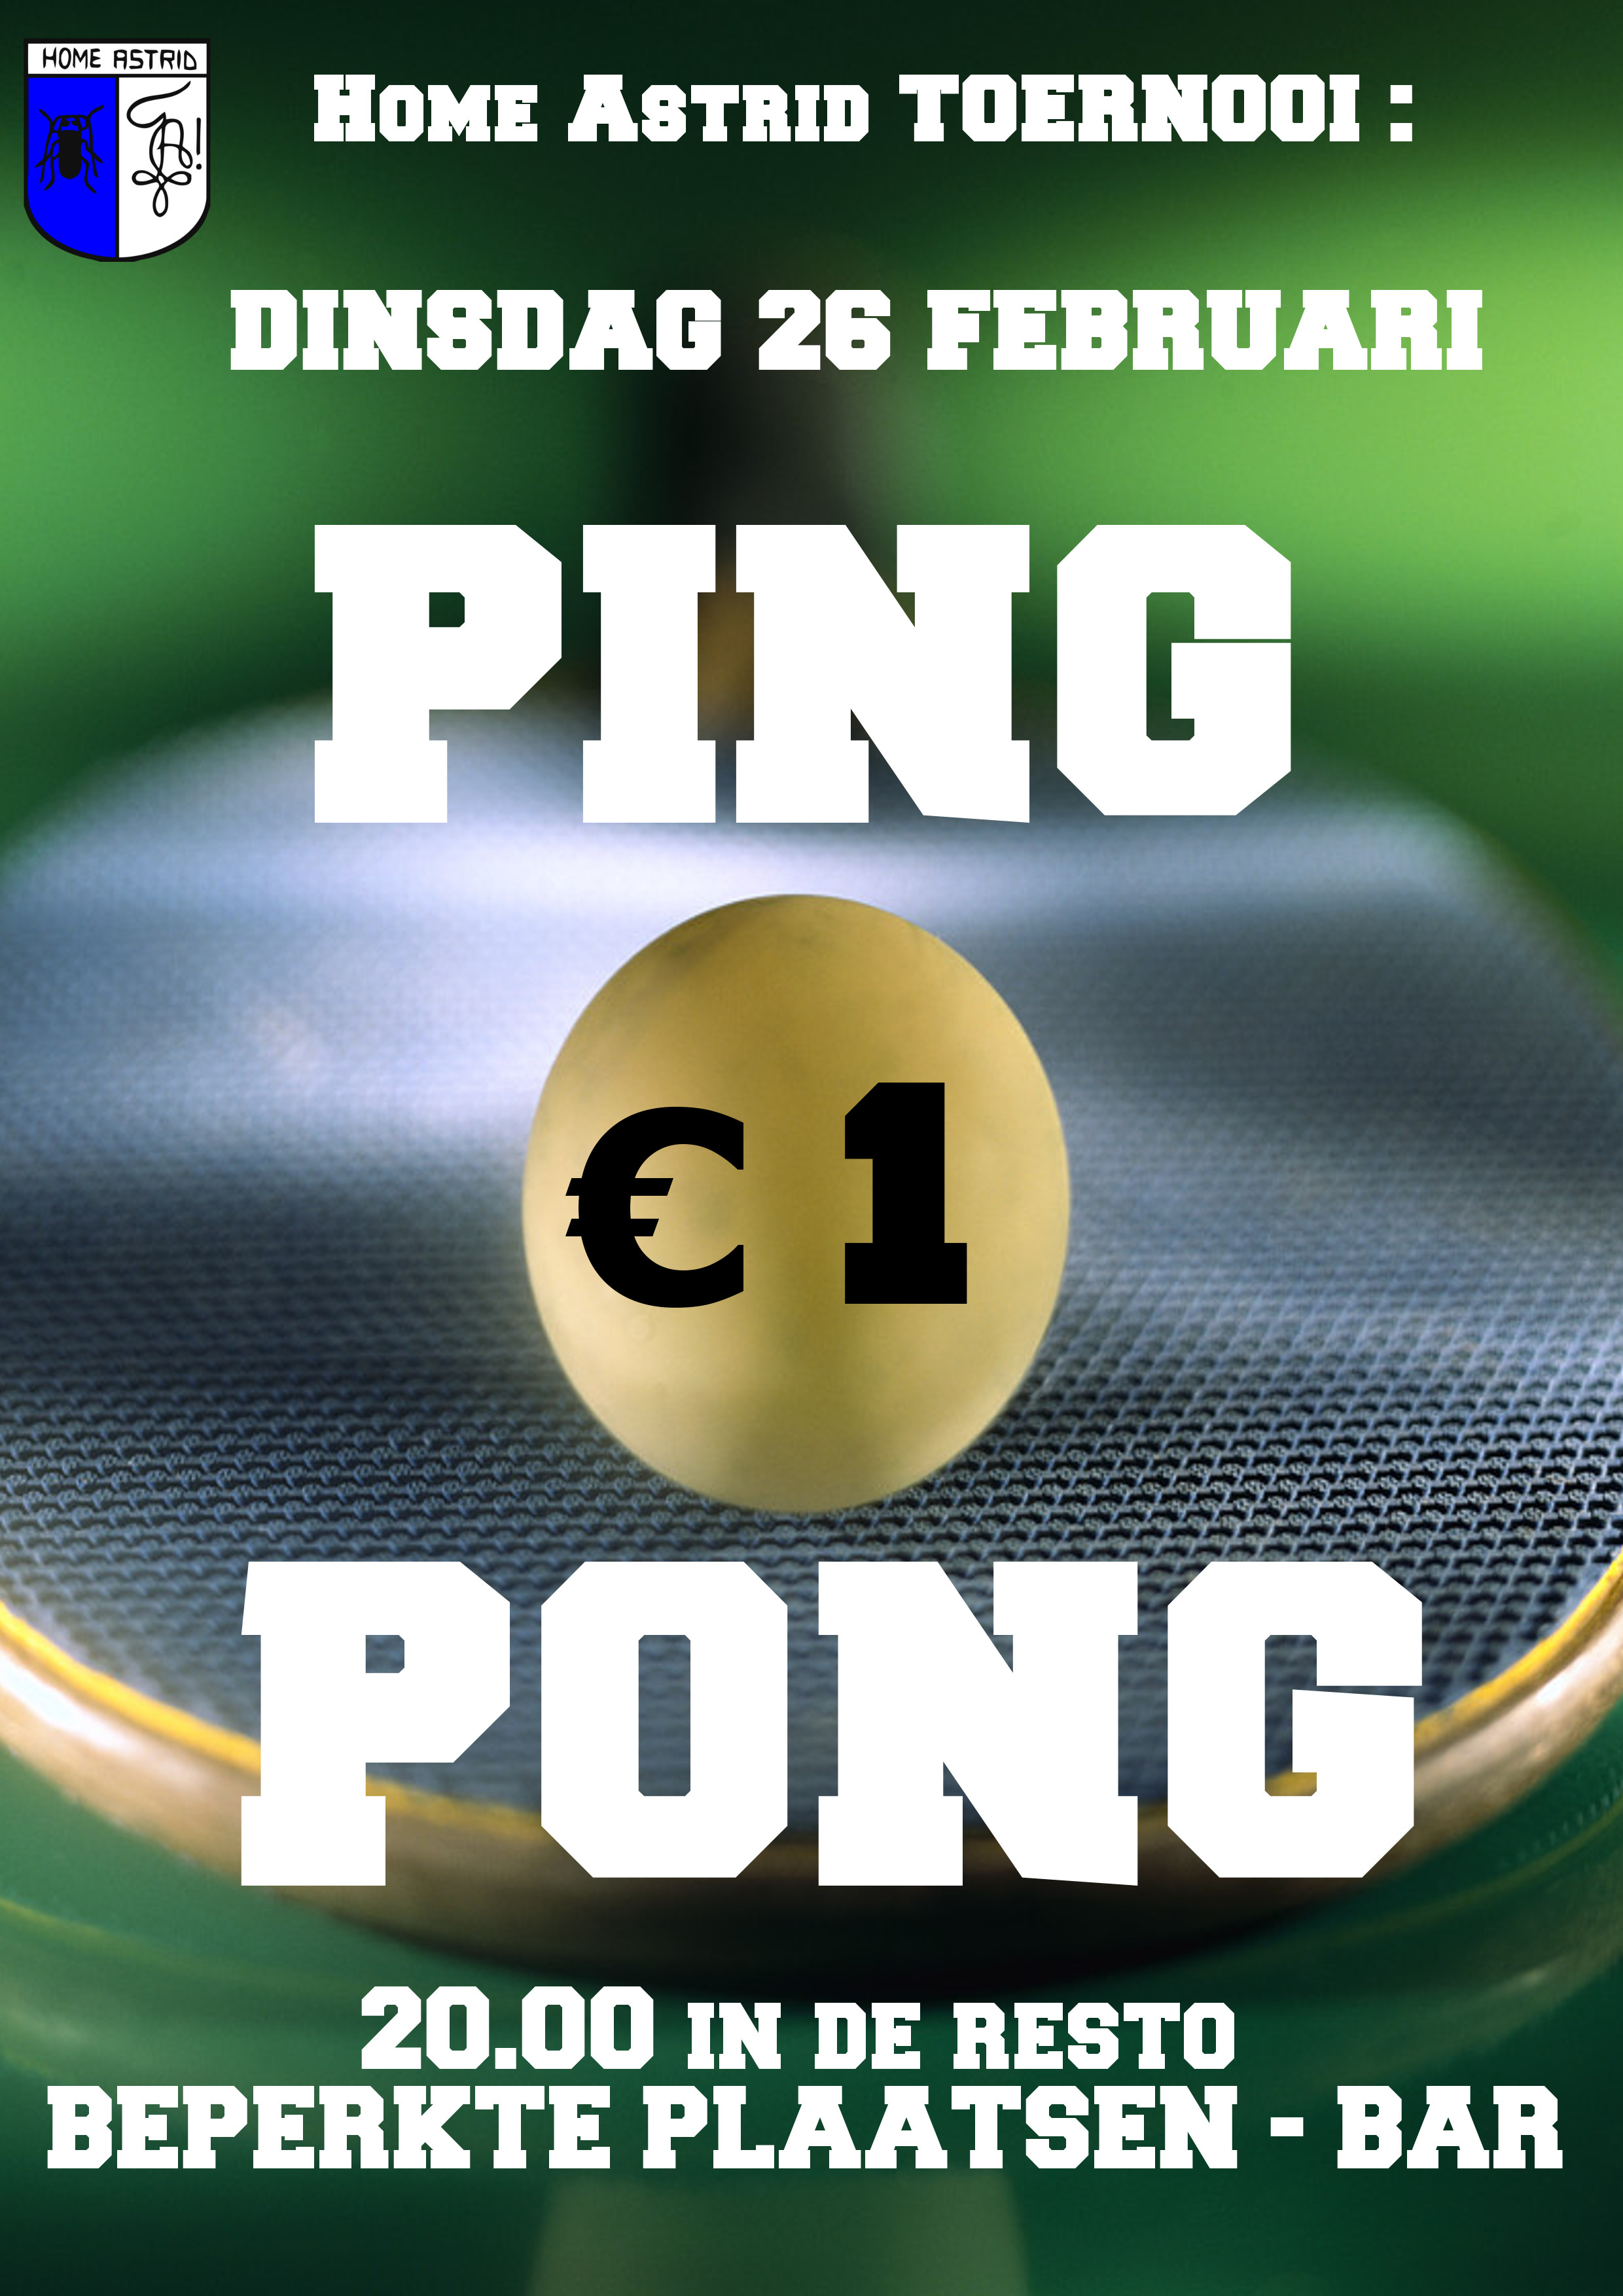 HOME ASTRID
Home Astrid TOERNOOI :
DINSDAG 26 FEBRUARI
PING
€ 1
PONG
20.00 IN DE RESTO
BEPERKTE PLAATSEN - BAR